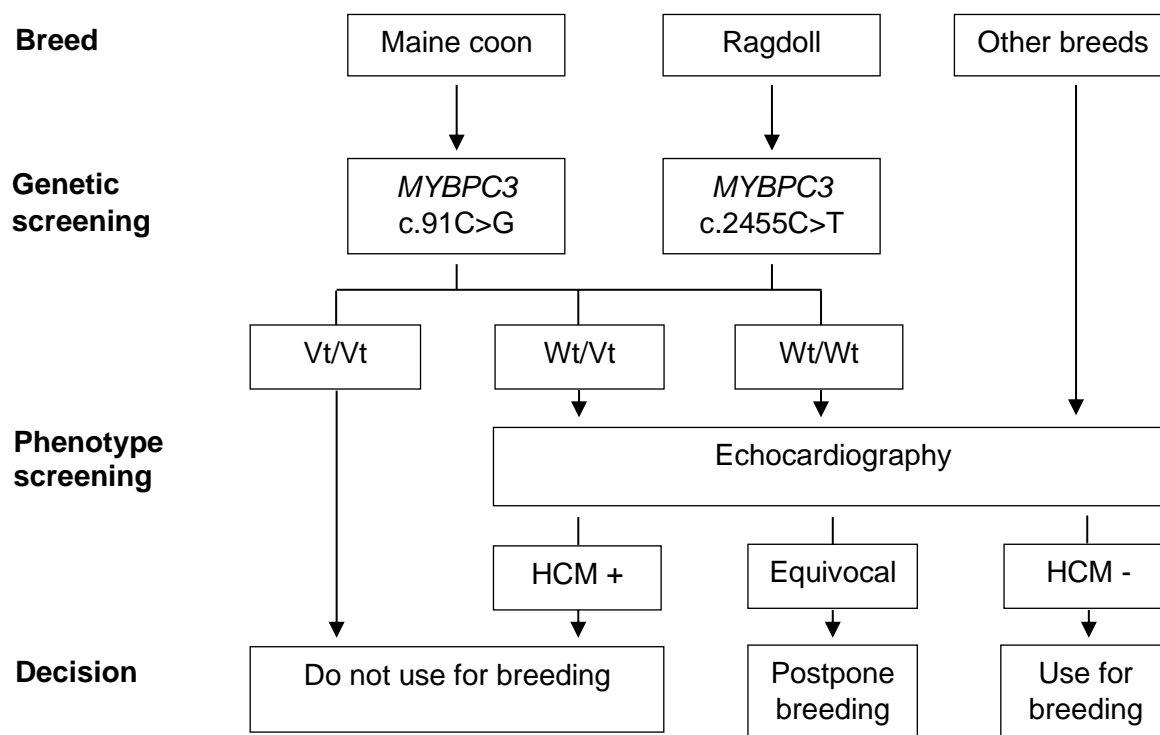 Breed
Maine coon
Ragdoll
Other breeds
Genetic
screening
MYBPC3
c.91C>G
MYBPC3
c.2455C>T
Vt/Vt
Wt/Vt
Wt/Wt
Phenotype
screening
Echocardiography
HCM +
Equivocal
HCM -
Decision
Do not use for breeding
Postpone
breeding
Use for
breeding